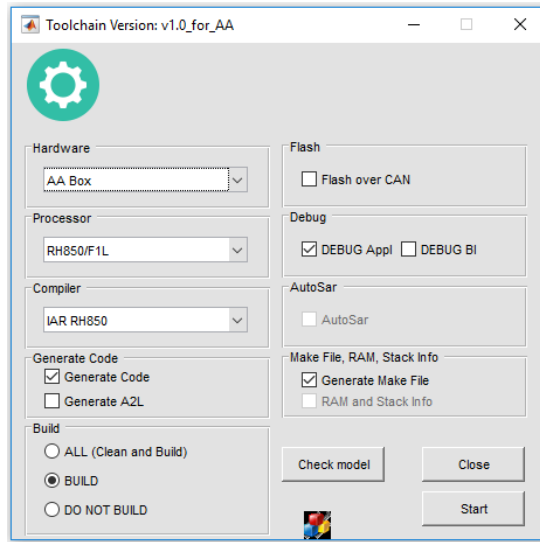 Toolchain Version: v1.0_for_AA
Hardware
AA Box
Processor
RH850/F1L
Compiler
IAR RH850
Generate Code
Generate Code
Generate A2L
Build
ALL (Clean and Build)
BUILD
DO NOT BUILD
Flash
Flash over CAN
Debug
DEBUG Appl DEBUG Bl
AutoSar
AutoSar
Make File, RAM, Stack Info
Generate Make File
RAM and Stack Info
Check model Close
Start